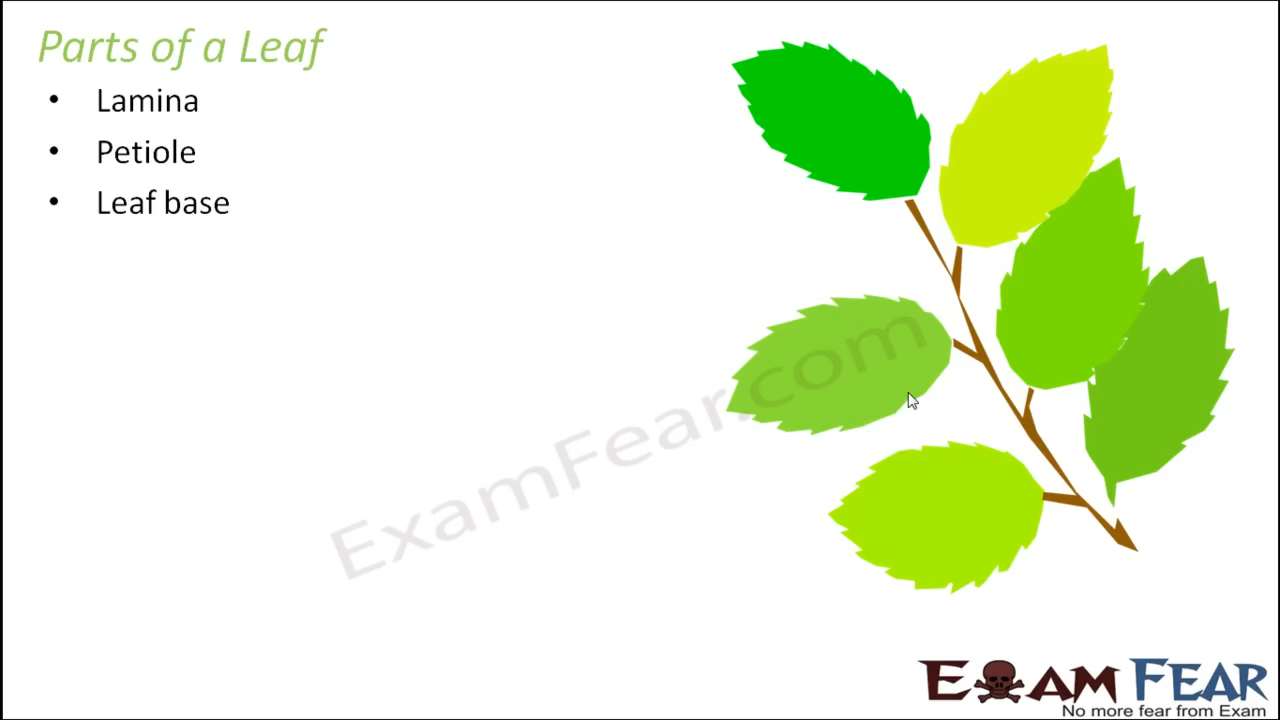 Parts of a Leaf
• Lamina
• Petiole
• Leaf base
ExamFear.com
EXAM FEAR
No more fear from Exam